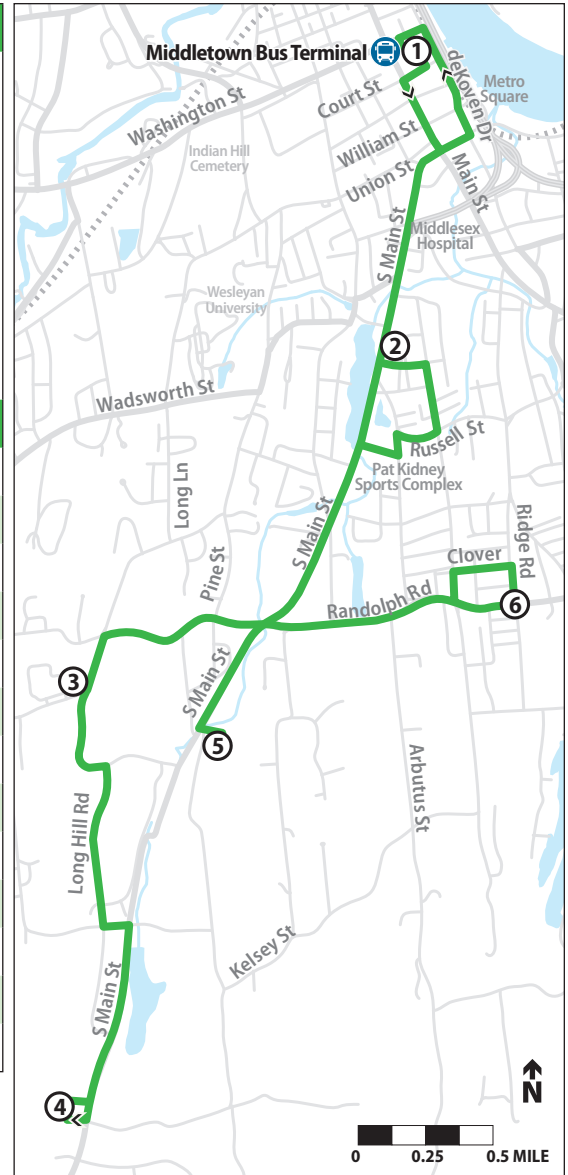 Middletown Bus Terminal
1
deKoven Dr
Metro
Square
Court St
Washington St
William St
Indian Hill
Cemetery
Union St
Main St
S Main St
Middlesex
Hospital
Wesleyan
University
2
Wadsworth St
Russell St
Pat Kidney
Sports Complex
Long Ln
Ridge Rd
S Main St
Pine St
Clover
Randolph Rd
6
3
S Main St
5
Arbutus St
Long Hill Rd
Kelsey St
S Main St
4
N
0 0.25 0.5 MILE